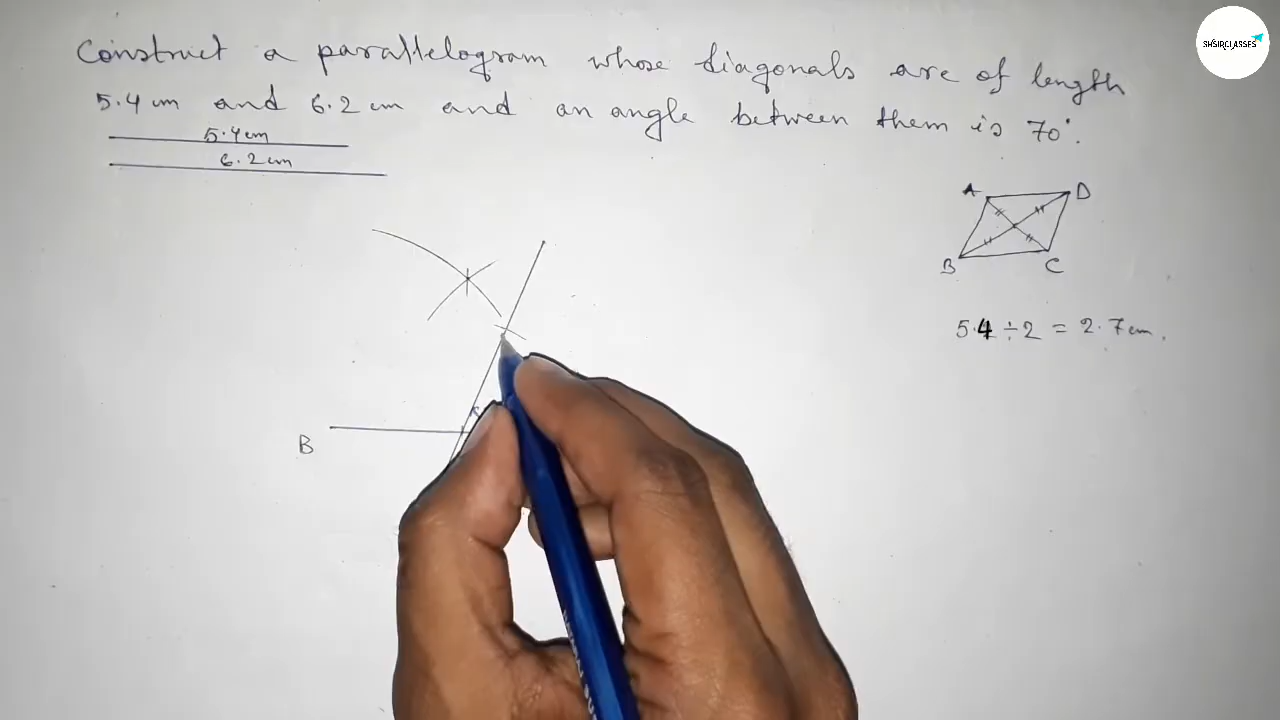 Construct a parallelogram whose diagonals are of length
5.4 cm and 6.2 cm and an angle between them is 70°.
5.4cm
6.2cm
A D
B C
5.4 ÷ 2 = 2.7cm.
B
SHSIRCLASSES